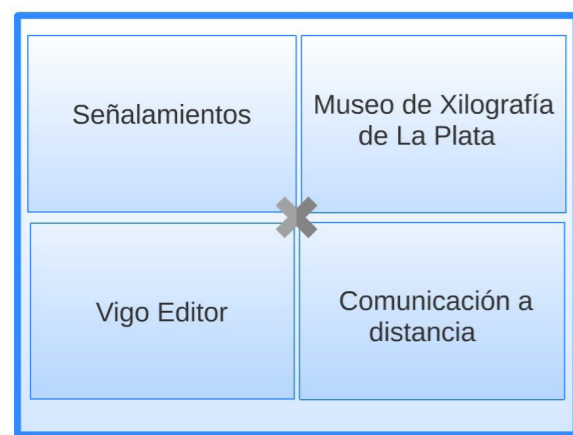 Señalamientos
Museo de Xilografía
de La Plata
Vigo Editor
Comunicación a
distancia